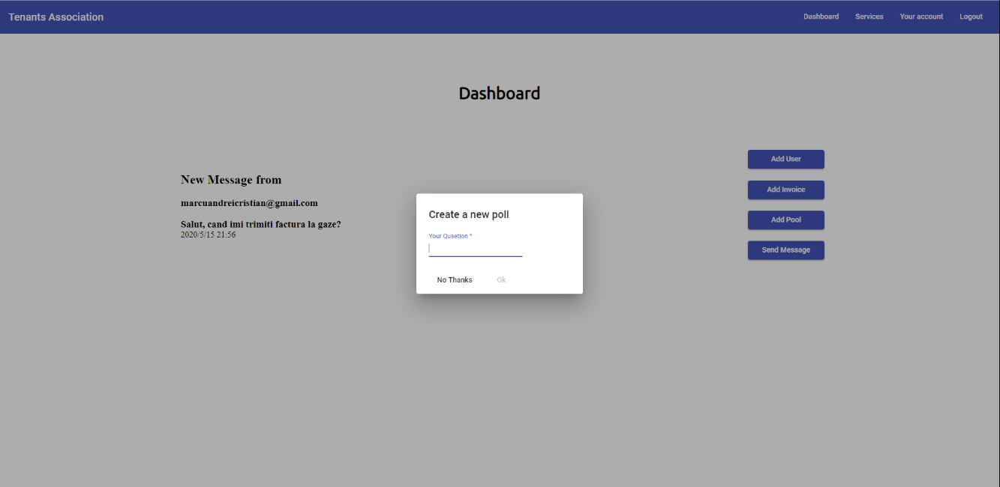 Tenants Association
Dashboard
Services
Your account
Logout
Dashboard
New Message from
marcuandreicristian@gmail.com
Salut, cand imi trimiti factura la gaze?
2020/5/15 21:56
Add User
Add Invoice
Add Pool
Send Message
Create a new poll
Your Qusetion *
No Thanks
Ok